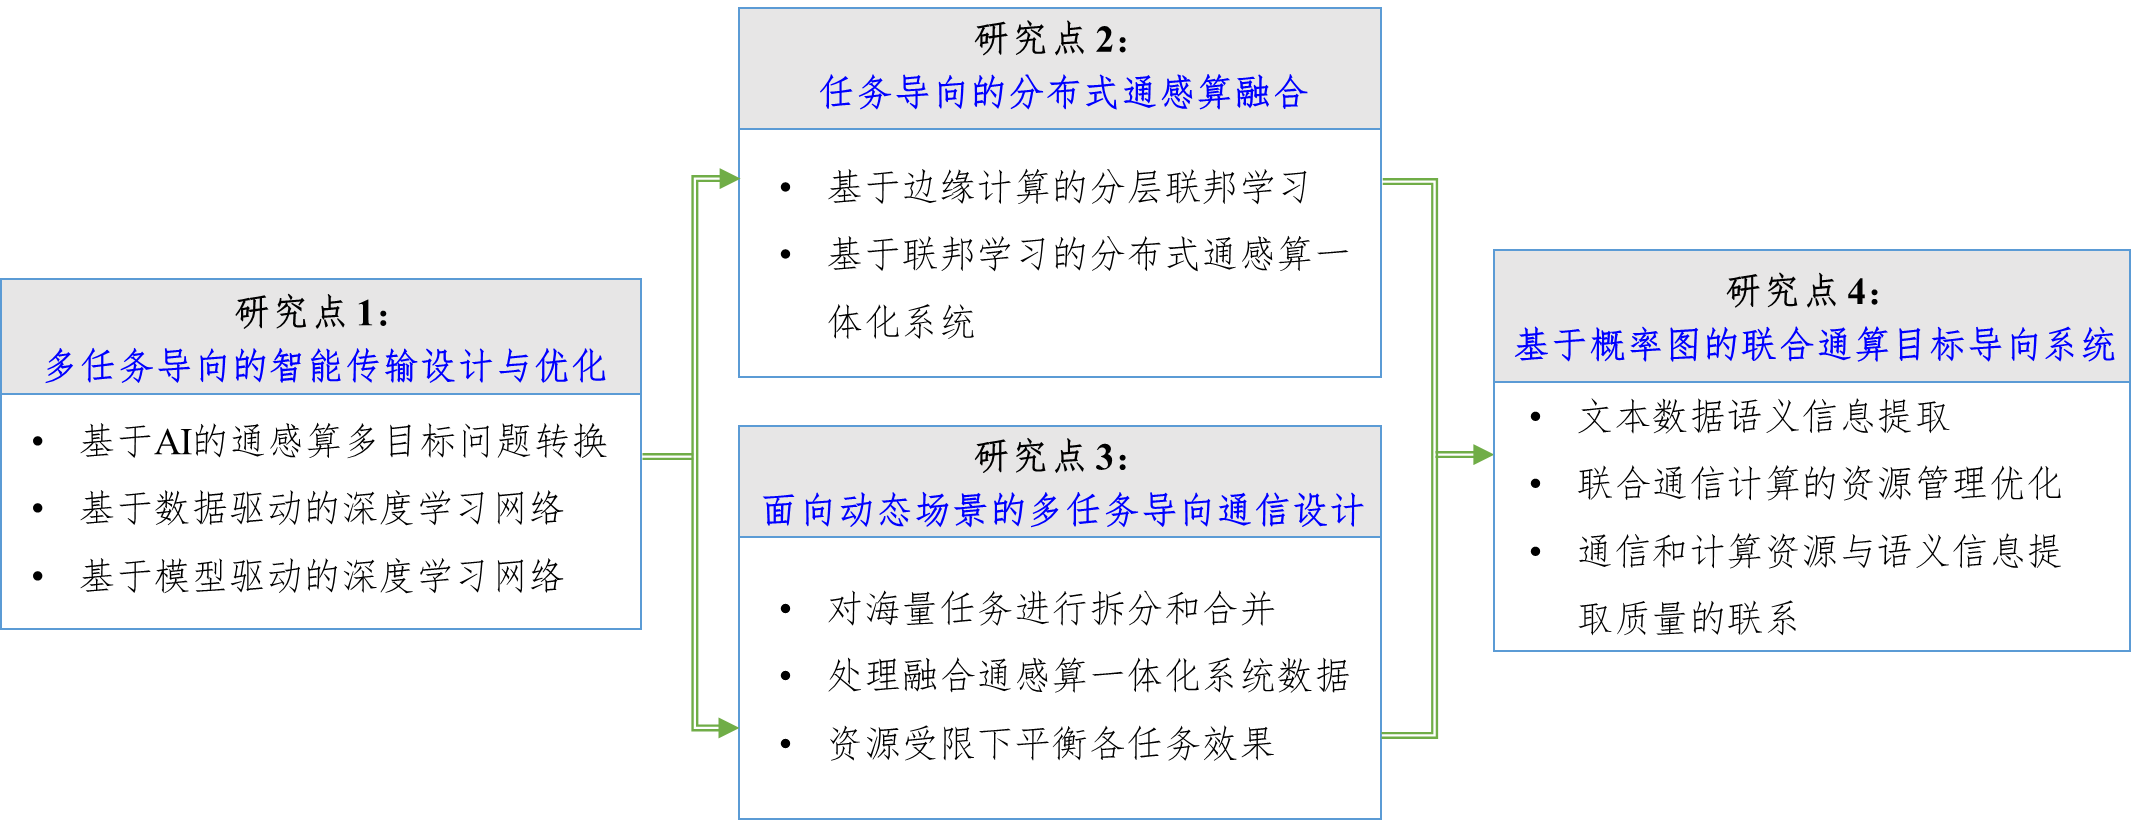 研究点1：
多任务导向的智能传输设计与优化
• 基于AI的通感算多目标问题转换
• 基于数据驱动的深度学习网络
• 基于模型驱动的深度学习网络
研究点2：
任务导向的分布式通感算融合
• 基于边缘计算的分层联邦学习
• 基于联邦学习的分布式通感算一
体化系统
研究点3：
面向动态场景的多任务导向通信设计
• 对海量任务进行拆分和合并
• 处理融合通感算一体化系统数据
• 资源受限下平衡各任务效果
研究点4：
基于概率图的联合通算目标导向系统
• 文本数据语义信息提取
• 联合通信计算的资源管理优化
• 通信和计算资源与语义信息提
取质量的联系